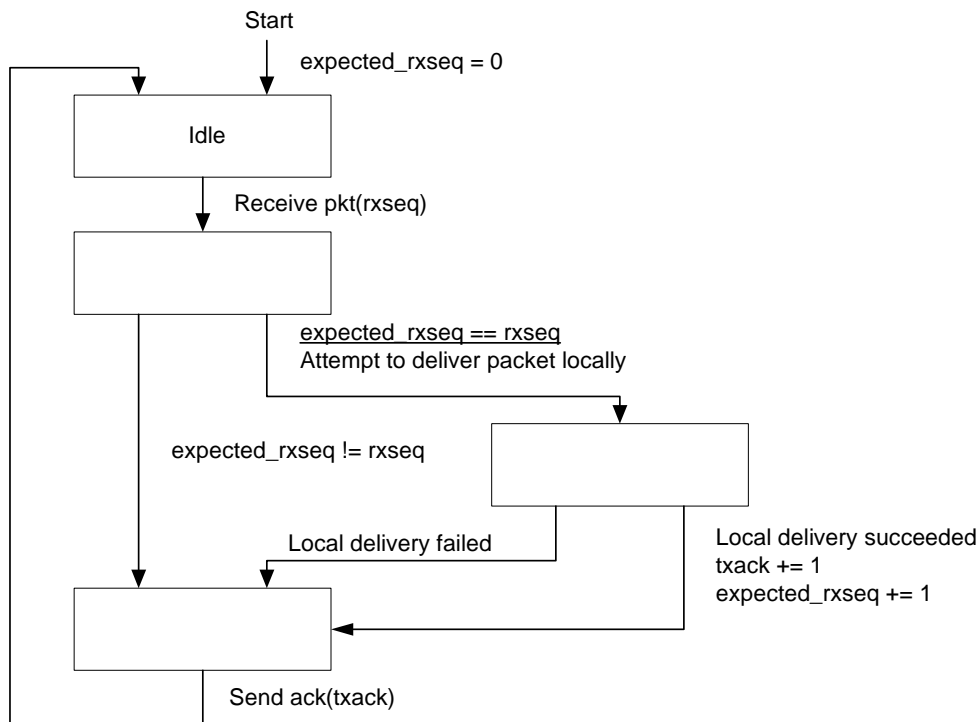 Start
expected_rxseq = 0
Idle
Receive pkt(rxseq)
expected_rxseq == rxseq
Attempt to deliver packet locally
expected_rxseq != rxseq
Local delivery failed
Local delivery succeeded
txack += 1
expected_rxseq += 1
Send ack(txack)